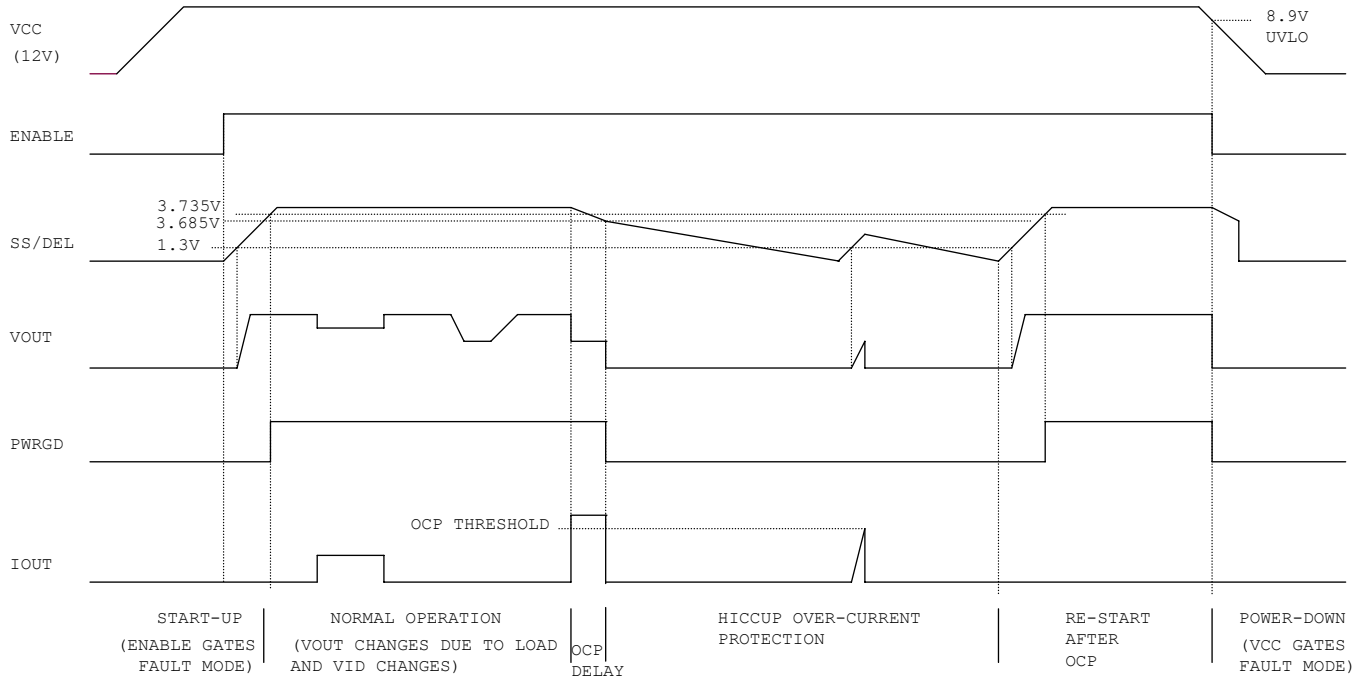 VCC
(12V)
8.9V
UVLO
ENABLE
3.735V
3.685V
SS/DEL
1.3V
VOUT
PWRGD
OCP THRESHOLD
IOUT
START-UP
(ENABLE GATES
FAULT MODE)
NORMAL OPERATION
(VOUT CHANGES DUE TO LOAD
AND VID CHANGES)
OCP
DELAY
HICCUP OVER-CURRENT
PROTECTION
RE-START
AFTER
OCP
POWER-DOWN
(VCC GATES
FAULT MODE)